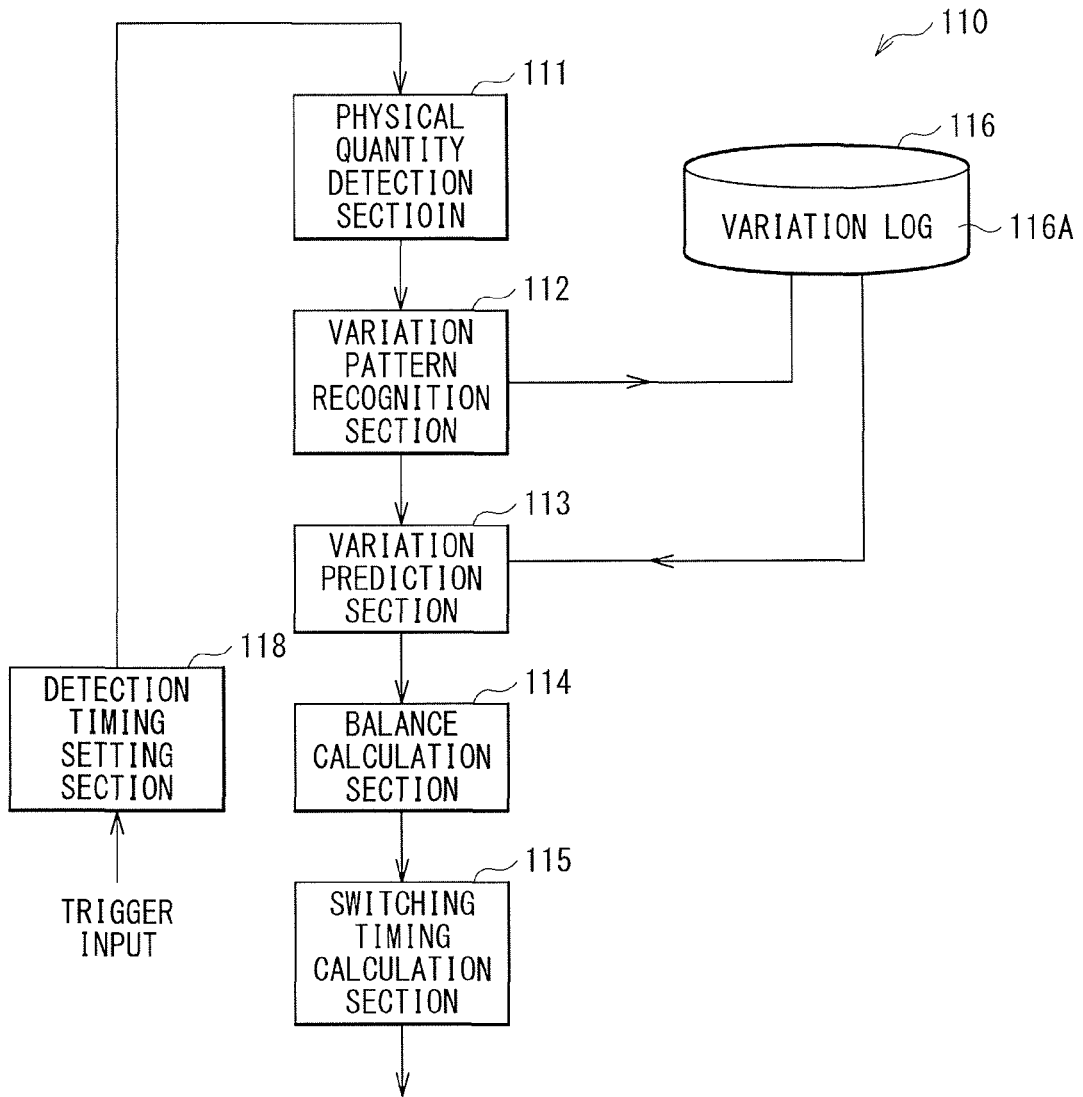 110
111
PHYSICAL
QUANTITY
DETECTION
SECTIOIN
116
VARIATION LOG
116A
112
VARIATION
PATTERN
RECOGNITION
SECTION
113
VARIATION
PREDICTION
SECTION
118
DETECTION
TIMING
SETTING
SECTION
114
BALANCE
CALCULATION
SECTION
TRIGGER
INPUT
115
SWITCHING
TIMING
CALCULATION
SECTION